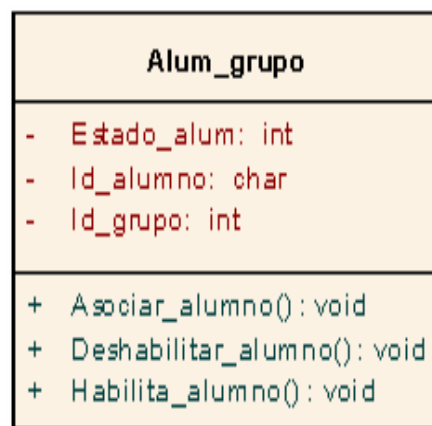 Alum_grupo
- Estado_alum: int
- Id_alumno: char
- Id_grupo: int
+ Asociar_alumno() : void
+ Deshabilitar_alumno() : void
+ Habilita_alumno() : void